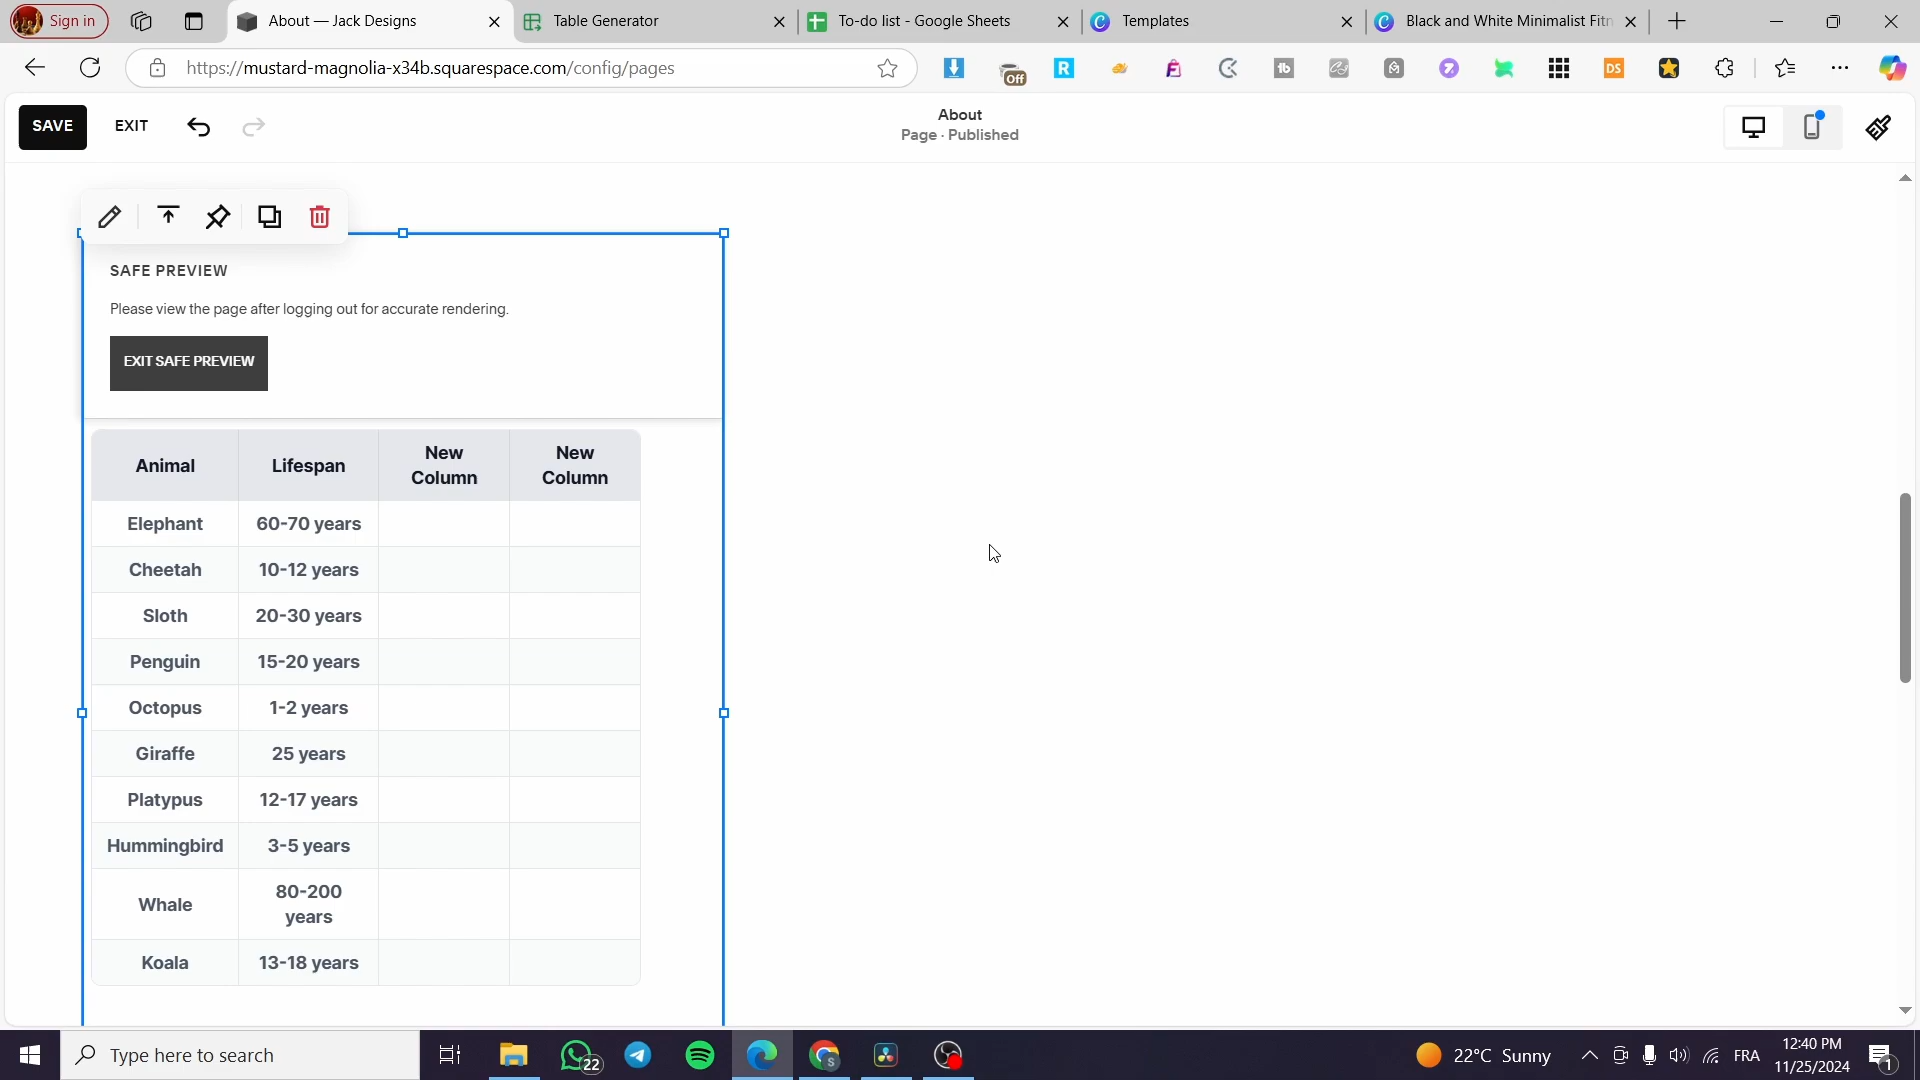 Sign in
About — Jack Designs
Table Generator
To-do list - Google Sheets
Templates
Black and White Minimalist Fitn
https://mustard-magnolia-x34b.squarespace.com/config/pages
Off
tb
DS
SAVE
EXIT
About
Page · Published
SAFE PREVIEW
Please view the page after logging out for accurate rendering.
EXIT SAFE PREVIEW
Animal Lifespan New Column New Column
Elephant 60-70 years
Cheetah 10-12 years
Sloth 20-30 years
Penguin 15-20 years
Octopus 1-2 years
Giraffe 25 years
Platypus 12-17 years
Hummingbird 3-5 years
Whale 80-200 years
Koala 13-18 years
Type here to search
22
22°C Sunny
FRA
12:40 PM
11/25/2024
1